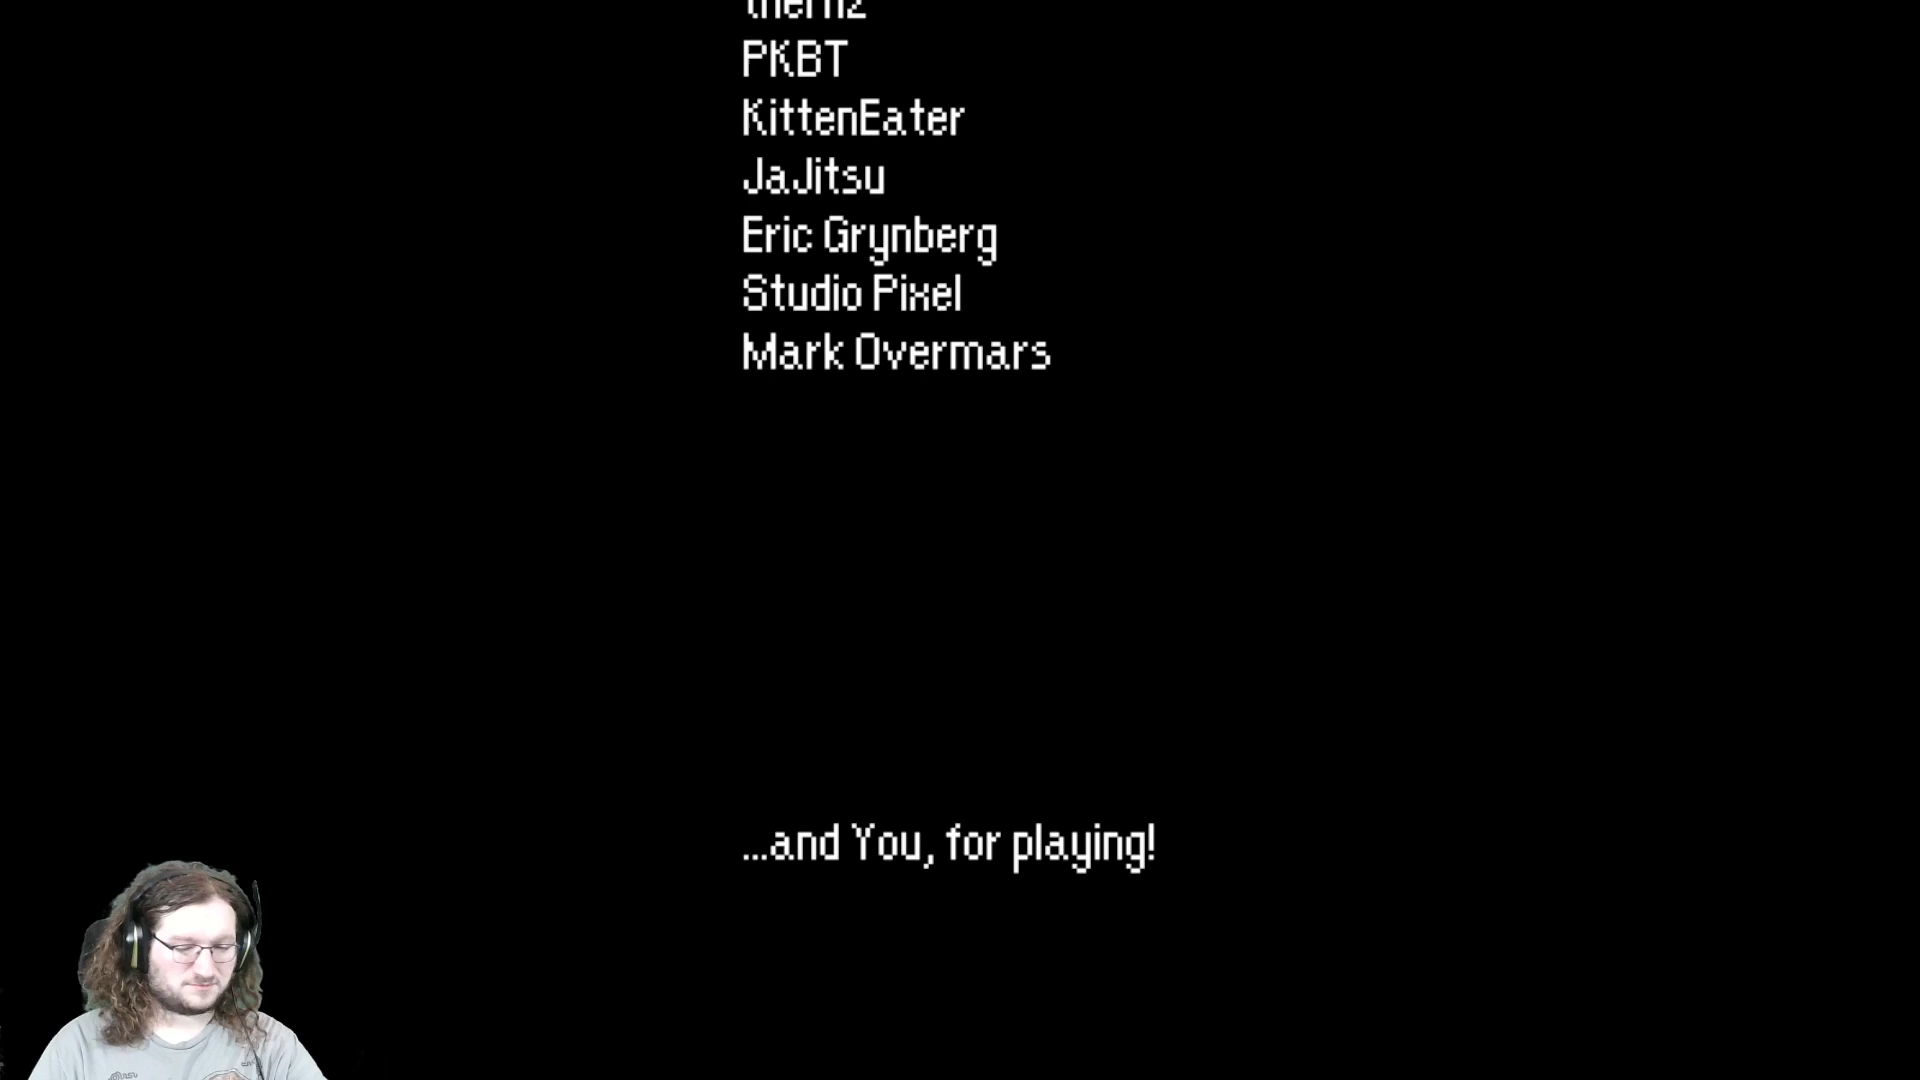 PKBT
KittenEater
JaJitsu
Eric Grynberg
Studio Pixel
Mark Overmars
...and You, for playing!